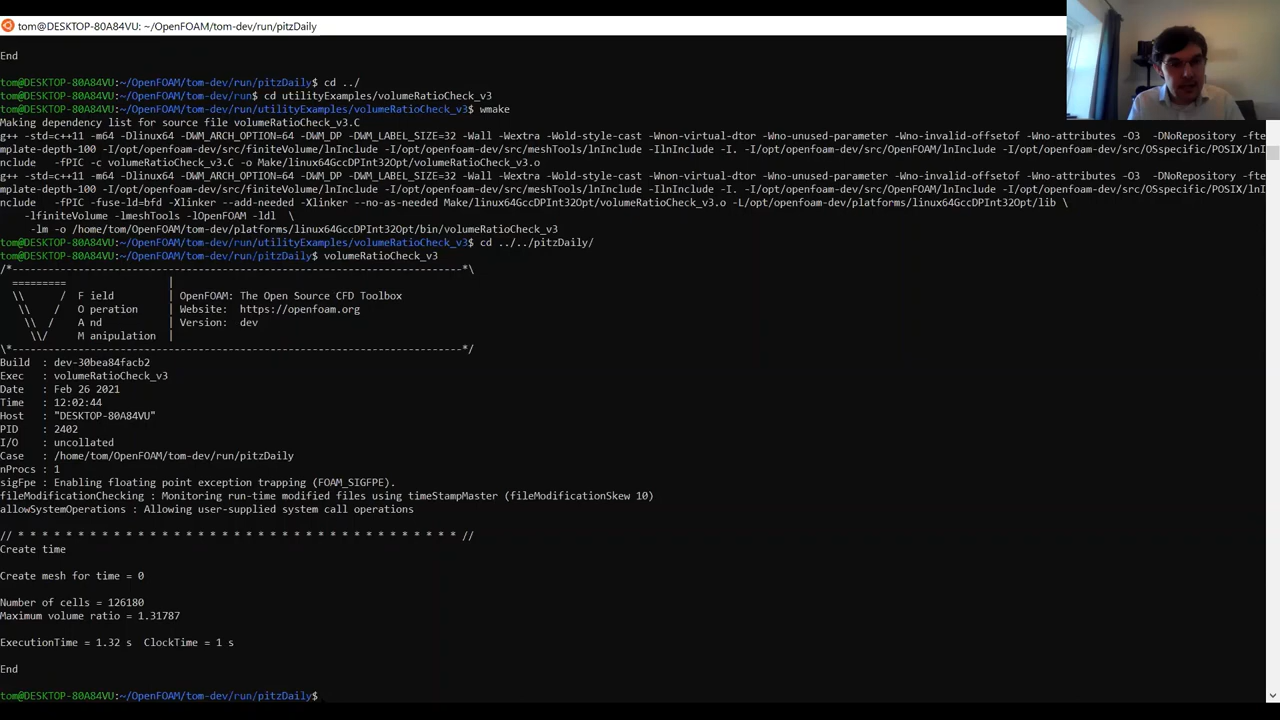 tom@DESKTOP-80A84VU: ~/OpenFOAM/tom-dev/run/pitzDaily
End
tom@DESKTOP-80A84VU:~/OpenFOAM/tom-dev/run/pitzDaily$ cd ../
tom@DESKTOP-80A84VU:~/OpenFOAM/tom-dev/run$ cd utilityExamples/volumeRatioCheck_v3
tom@DESKTOP-80A84VU:~/OpenFOAM/tom-dev/run/utilityExamples/volumeRatioCheck_v3$ wmake
Making dependency list for source file volumeRatioCheck_v3.C
g++ -std=c++11 -m64 -Dlinux64 -DWM_ARCH_OPTION=64 -DWM_DP -DWM_LABEL_SIZE=32 -Wall -Wextra -Wold-style-cast -Wnon-virtual-dtor -Wno-unused-parameter -Wno-invalid-offsetof -Wno-attributes -O3  -DNoRepository -fte
mplate-depth-100 -I/opt/openfoam-dev/src/finiteVolume/lnInclude -I/opt/openfoam-dev/src/meshTools/lnInclude -IlnInclude -I. -I/opt/openfoam-dev/src/OpenFOAM/lnInclude -I/opt/openfoam-dev/src/OSspecific/POSIX/lnI
nclude   -fPIC -c volumeRatioCheck_v3.C -o Make/linux64GccDPInt32Opt/volumeRatioCheck_v3.o
g++ -std=c++11 -m64 -Dlinux64 -DWM_ARCH_OPTION=64 -DWM_DP -DWM_LABEL_SIZE=32 -Wall -Wextra -Wold-style-cast -Wnon-virtual-dtor -Wno-unused-parameter -Wno-invalid-offsetof -Wno-attributes -O3  -DNoRepository -fte
mplate-depth-100 -I/opt/openfoam-dev/src/finiteVolume/lnInclude -I/opt/openfoam-dev/src/meshTools/lnInclude -IlnInclude -I. -I/opt/openfoam-dev/src/OpenFOAM/lnInclude -I/opt/openfoam-dev/src/OSspecific/POSIX/lnI
nclude   -fPIC -fuse-ld=bfd -Xlinker --add-needed -Xlinker --no-as-needed Make/linux64GccDPInt32Opt/volumeRatioCheck_v3.o -L/opt/openfoam-dev/platforms/linux64GccDPInt32Opt/lib \
    -lfiniteVolume -lmeshTools -lOpenFOAM -ldl  \
     -lm -o /home/tom/OpenFOAM/tom-dev/platforms/linux64GccDPInt32Opt/bin/volumeRatioCheck_v3
tom@DESKTOP-80A84VU:~/OpenFOAM/tom-dev/run/utilityExamples/volumeRatioCheck_v3$ cd ../../pitzDaily/
tom@DESKTOP-80A84VU:~/OpenFOAM/tom-dev/run/pitzDaily$ volumeRatioCheck_v3
/*---------------------------------------------------------------------------*\
  =========                 |
  \\      /  F ield         | OpenFOAM: The Open Source CFD Toolbox
   \\    /   O peration     | Website:  https://openfoam.org
    \\  /    A nd           | Version:  dev
     \\/     M anipulation  |
\*---------------------------------------------------------------------------*/
Build  : dev-30bea84facb2
Exec   : volumeRatioCheck_v3
Date   : Feb 26 2021
Time   : 12:02:44
Host   : "DESKTOP-80A84VU"
PID    : 2402
I/O    : uncollated
Case   : /home/tom/OpenFOAM/tom-dev/run/pitzDaily
nProcs : 1
sigFpe : Enabling floating point exception trapping (FOAM_SIGFPE).
fileModificationChecking : Monitoring run-time modified files using timeStampMaster (fileModificationSkew 10)
allowSystemOperations : Allowing user-supplied system call operations
// * * * * * * * * * * * * * * * * * * * * * * * * * * * * * * * * * * * * * //
Create time
Create mesh for time = 0
Number of cells = 126180
Maximum volume ratio = 1.31787
ExecutionTime = 1.32 s  ClockTime = 1 s
End
tom@DESKTOP-80A84VU:~/OpenFOAM/tom-dev/run/pitzDaily$